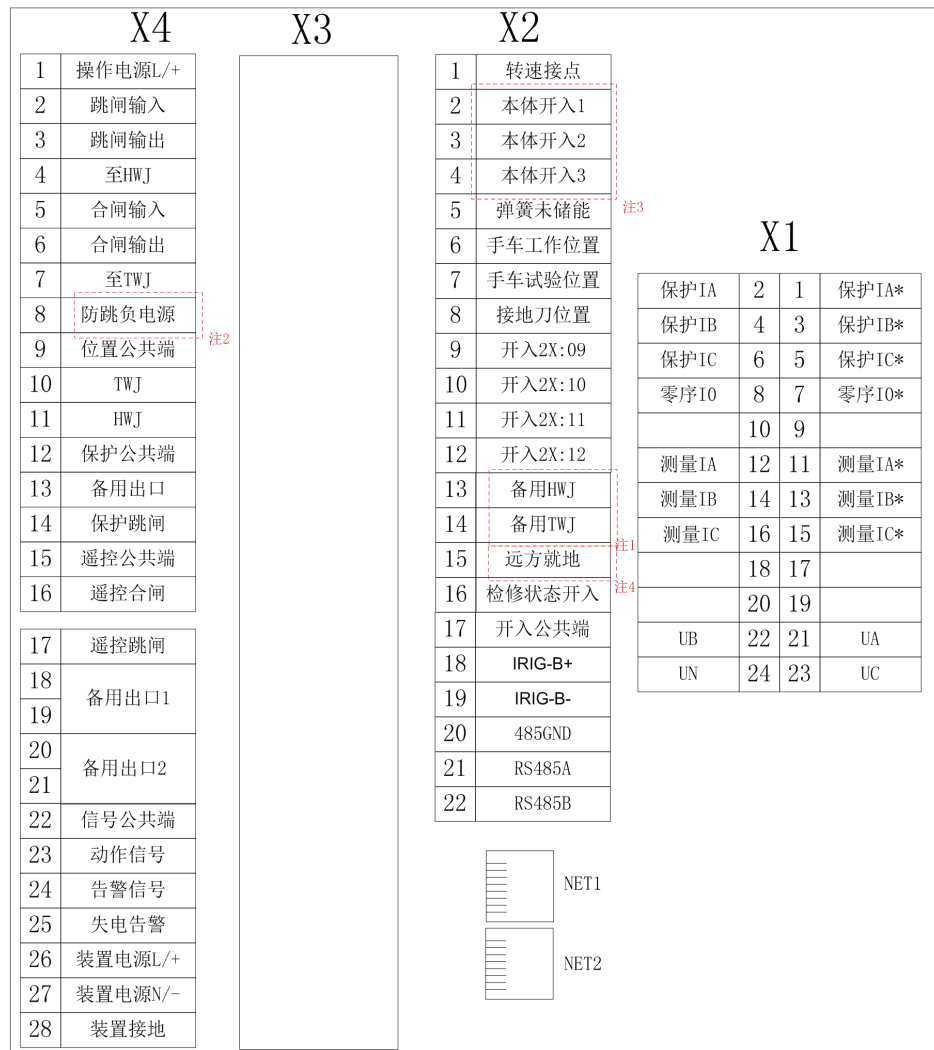 X4
1 操作电源L/+
2 跳闸输入
3 跳闸输出
4 至HWJ
5 合闸输入
6 合闸输出
7 至TWJ
8 防跳负电源
注2
9 位置公共端
10 TWJ
11 HWJ
12 保护公共端
13 备用出口
14 保护跳闸
15 遥控公共端
16 遥控合闸
17 遥控跳闸
18
备用出口1
19
20
备用出口2
21
22 信号公共端
23 动作信号
24 告警信号
25 失电告警
26 装置电源L/+
27 装置电源N/-
28 装置接地
X3
X2
1 转速接点
2 本体开入1
3 本体开入2
4 本体开入3
注3
5 弹簧未储能
6 手车工作位置
7 手车试验位置
8 接地刀位置
9 开入2X:09
10 开入2X:10
11 开入2X:11
12 开入2X:12
13 备用HWJ
14 备用TWJ
注1
15 远方就地
注4
16 检修状态开入
17 开入公共端
18 IRIG-B+
19 IRIG-B-
20 485GND
21 RS485A
22 RS485B
NET1
NET2
X1
保护IA 2 1 保护IA*
保护IB 4 3 保护IB*
保护IC 6 5 保护IC*
零序I0 8 7 零序I0*
10 9
测量IA 12 11 测量IA*
测量IB 14 13 测量IB*
测量IC 16 15 测量IC*
18 17
20 19
UB 22 21 UA
UN 24 23 UC